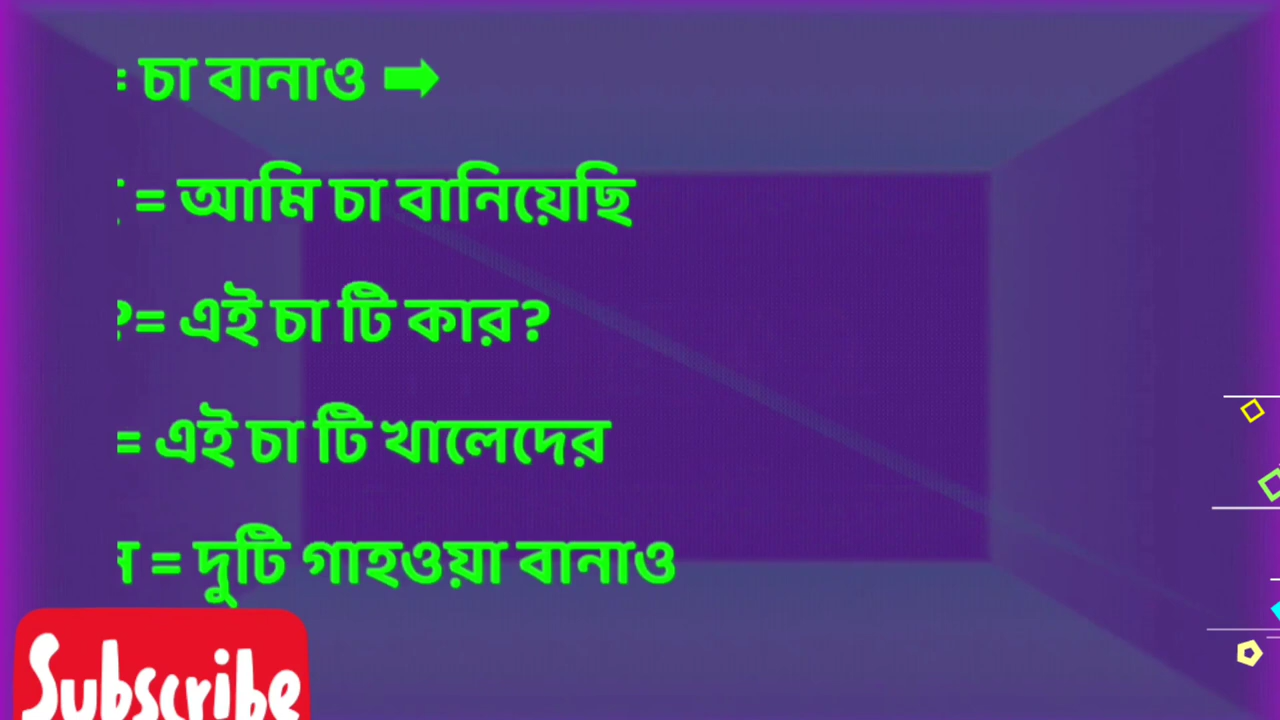 = চা বানাও ➡
= আমি চা বানিয়েছি
?= এই চা টি কার?
= এই চা টি খালেদের
= দুটি গাহওয়া বানাও
Subscribe